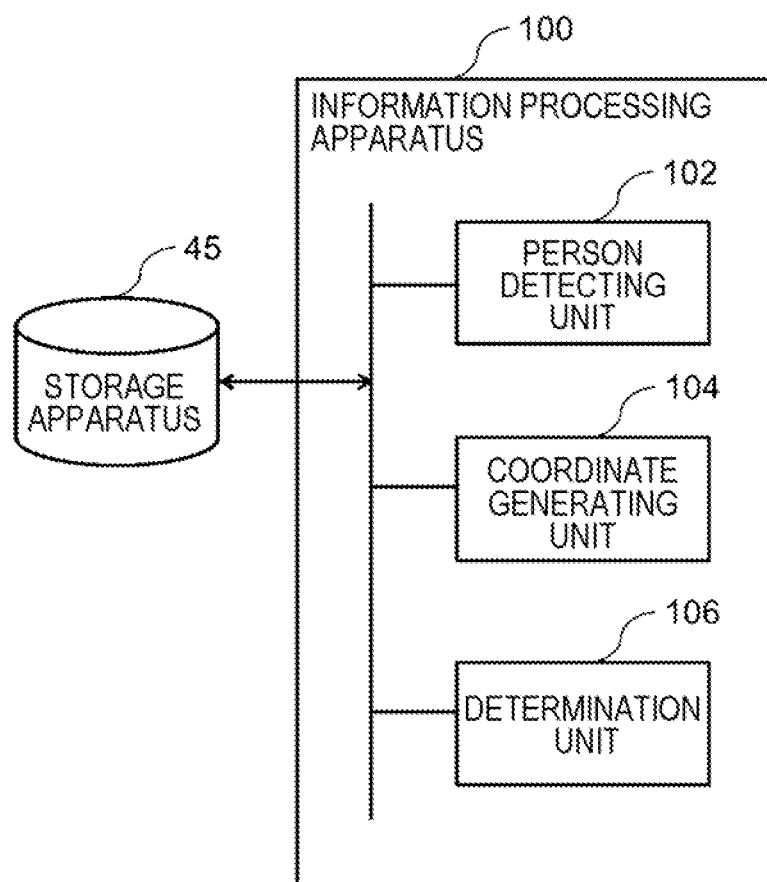 100
INFORMATION PROCESSING
APPARATUS
102
PERSON
DETECTING
UNIT
45
STORAGE
APPARATUS
104
COORDINATE
GENERATING
UNIT
106
DETERMINATION
UNIT